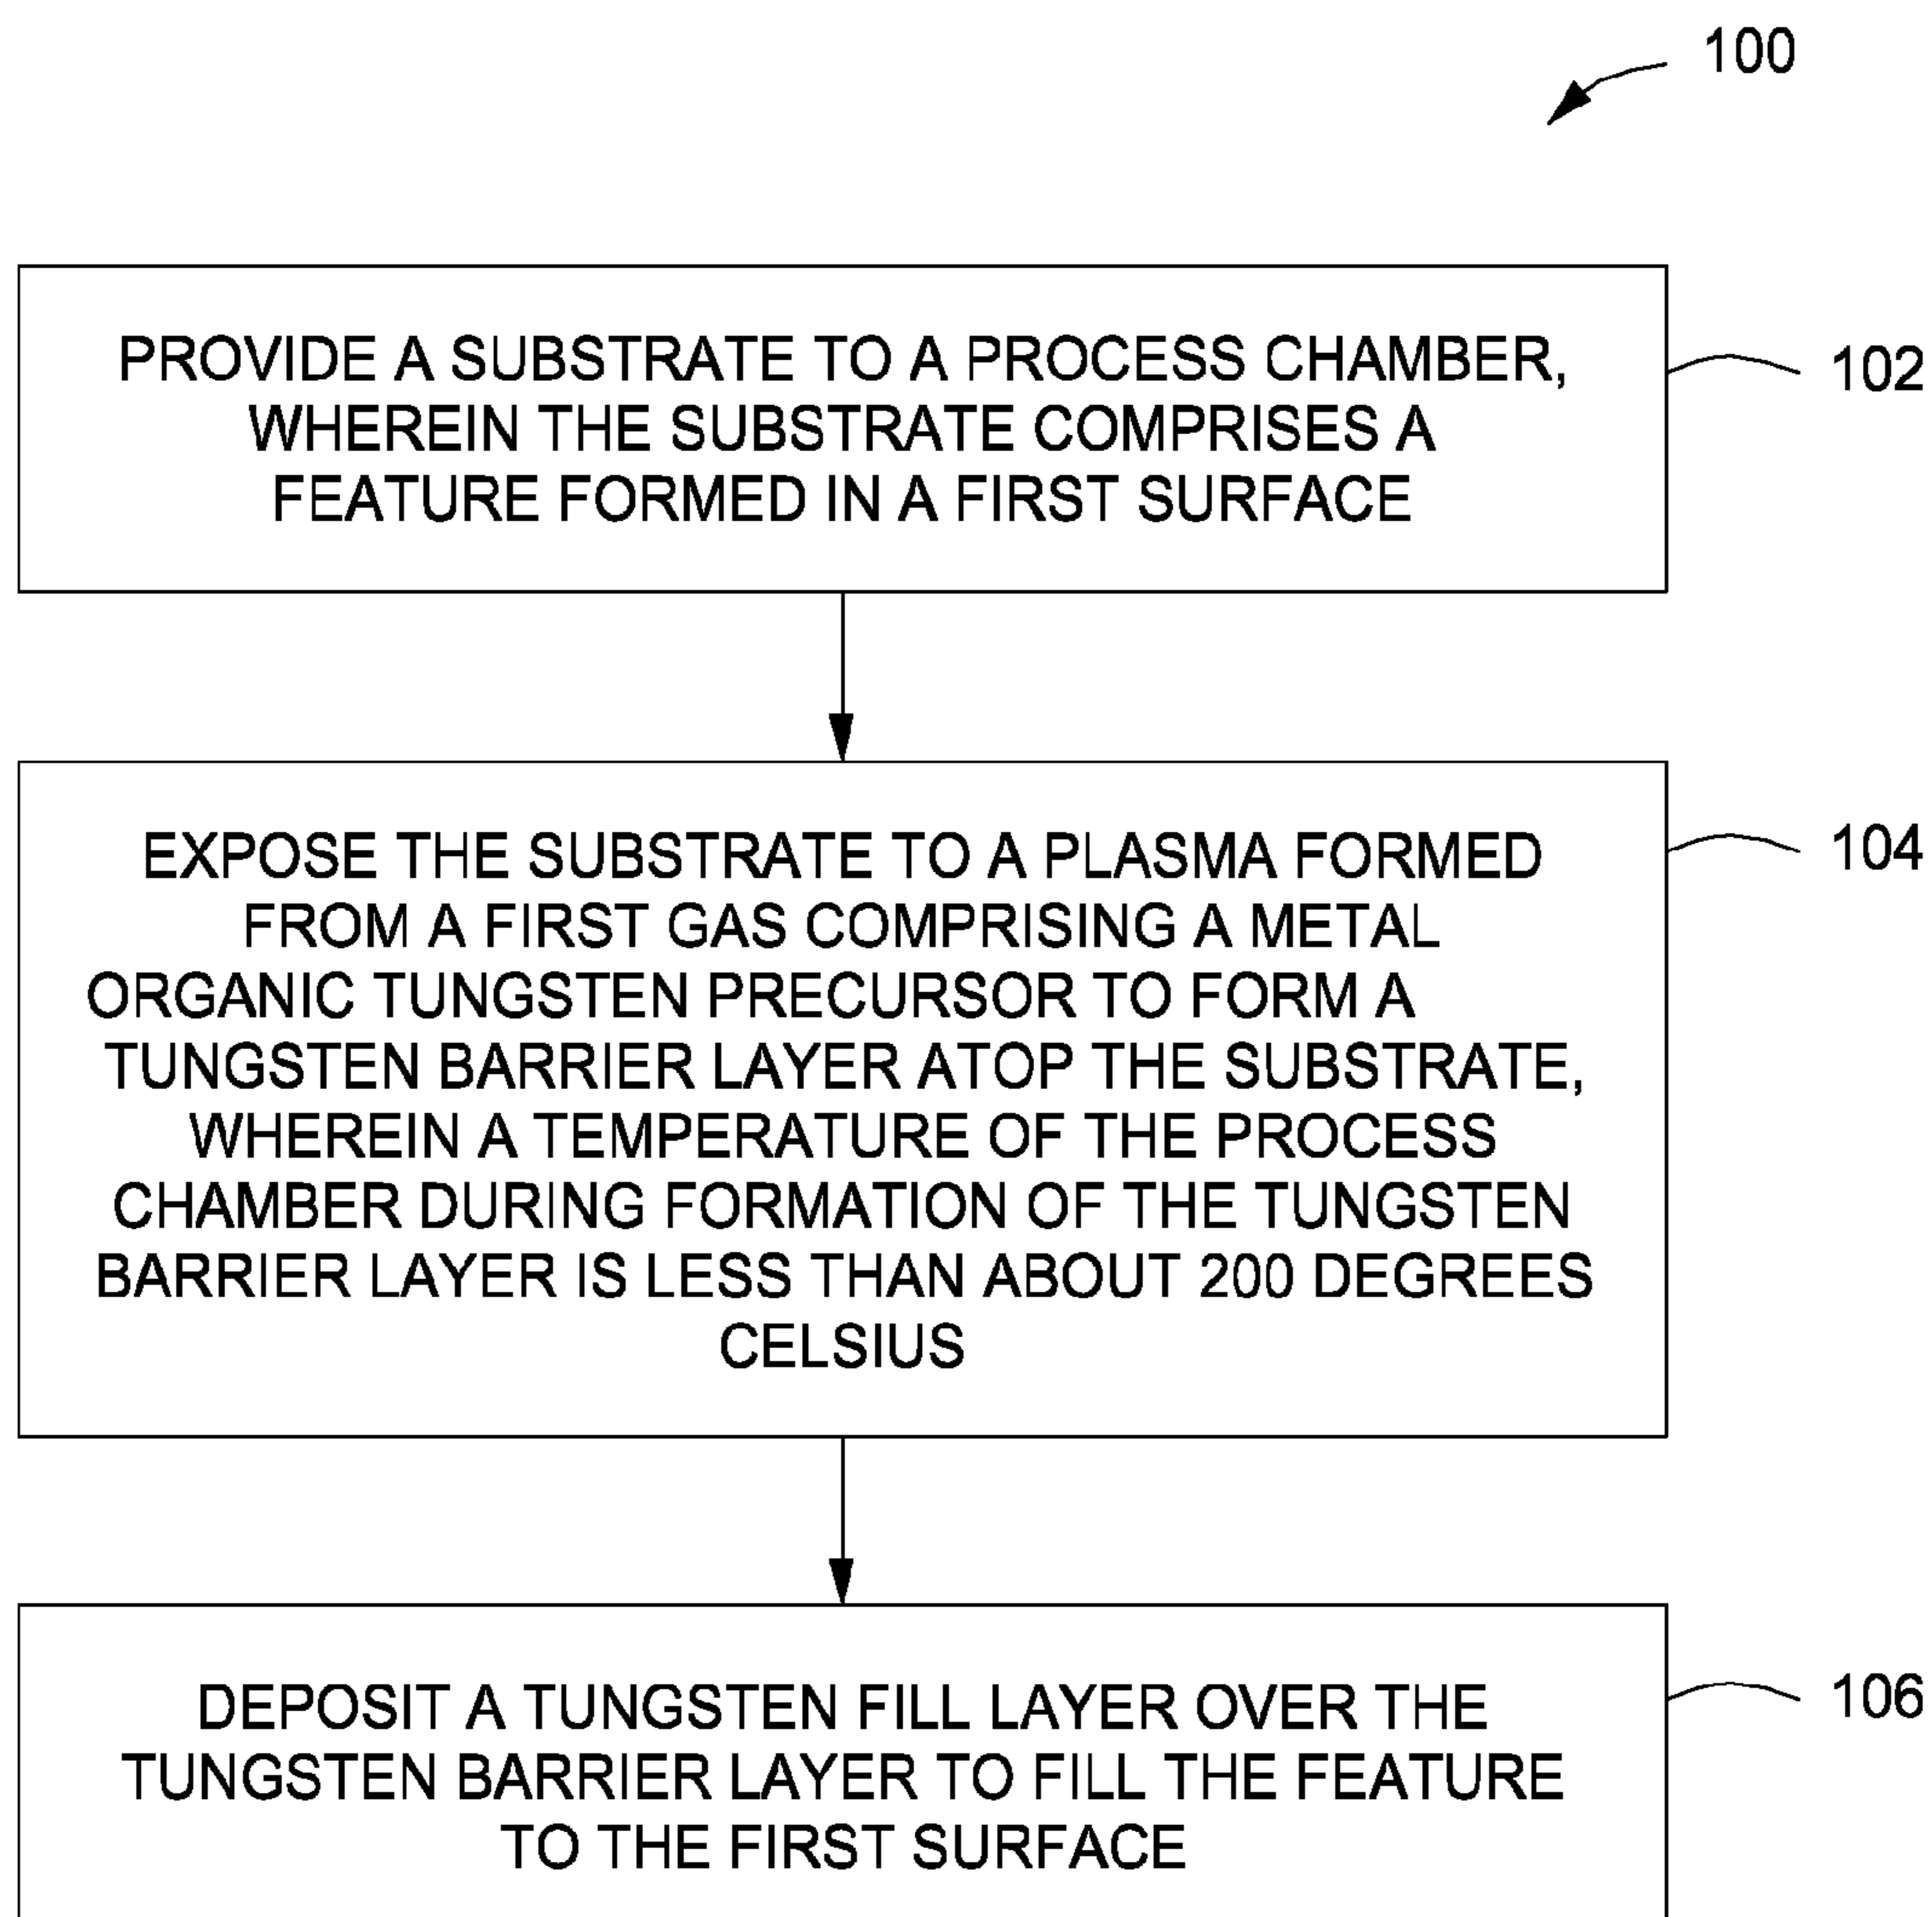 100
PROVIDE A SUBSTRATE TO A PROCESS CHAMBER,
WHEREIN THE SUBSTRATE COMPRISES A
FEATURE FORMED IN A FIRST SURFACE
102
EXPOSE THE SUBSTRATE TO A PLASMA FORMED
FROM A FIRST GAS COMPRISING A METAL
ORGANIC TUNGSTEN PRECURSOR TO FORM A
TUNGSTEN BARRIER LAYER ATOP THE SUBSTRATE,
WHEREIN A TEMPERATURE OF THE PROCESS
CHAMBER DURING FORMATION OF THE TUNGSTEN
BARRIER LAYER IS LESS THAN ABOUT 200 DEGREES
CELSIUS
104
DEPOSIT A TUNGSTEN FILL LAYER OVER THE
TUNGSTEN BARRIER LAYER TO FILL THE FEATURE
TO THE FIRST SURFACE
106